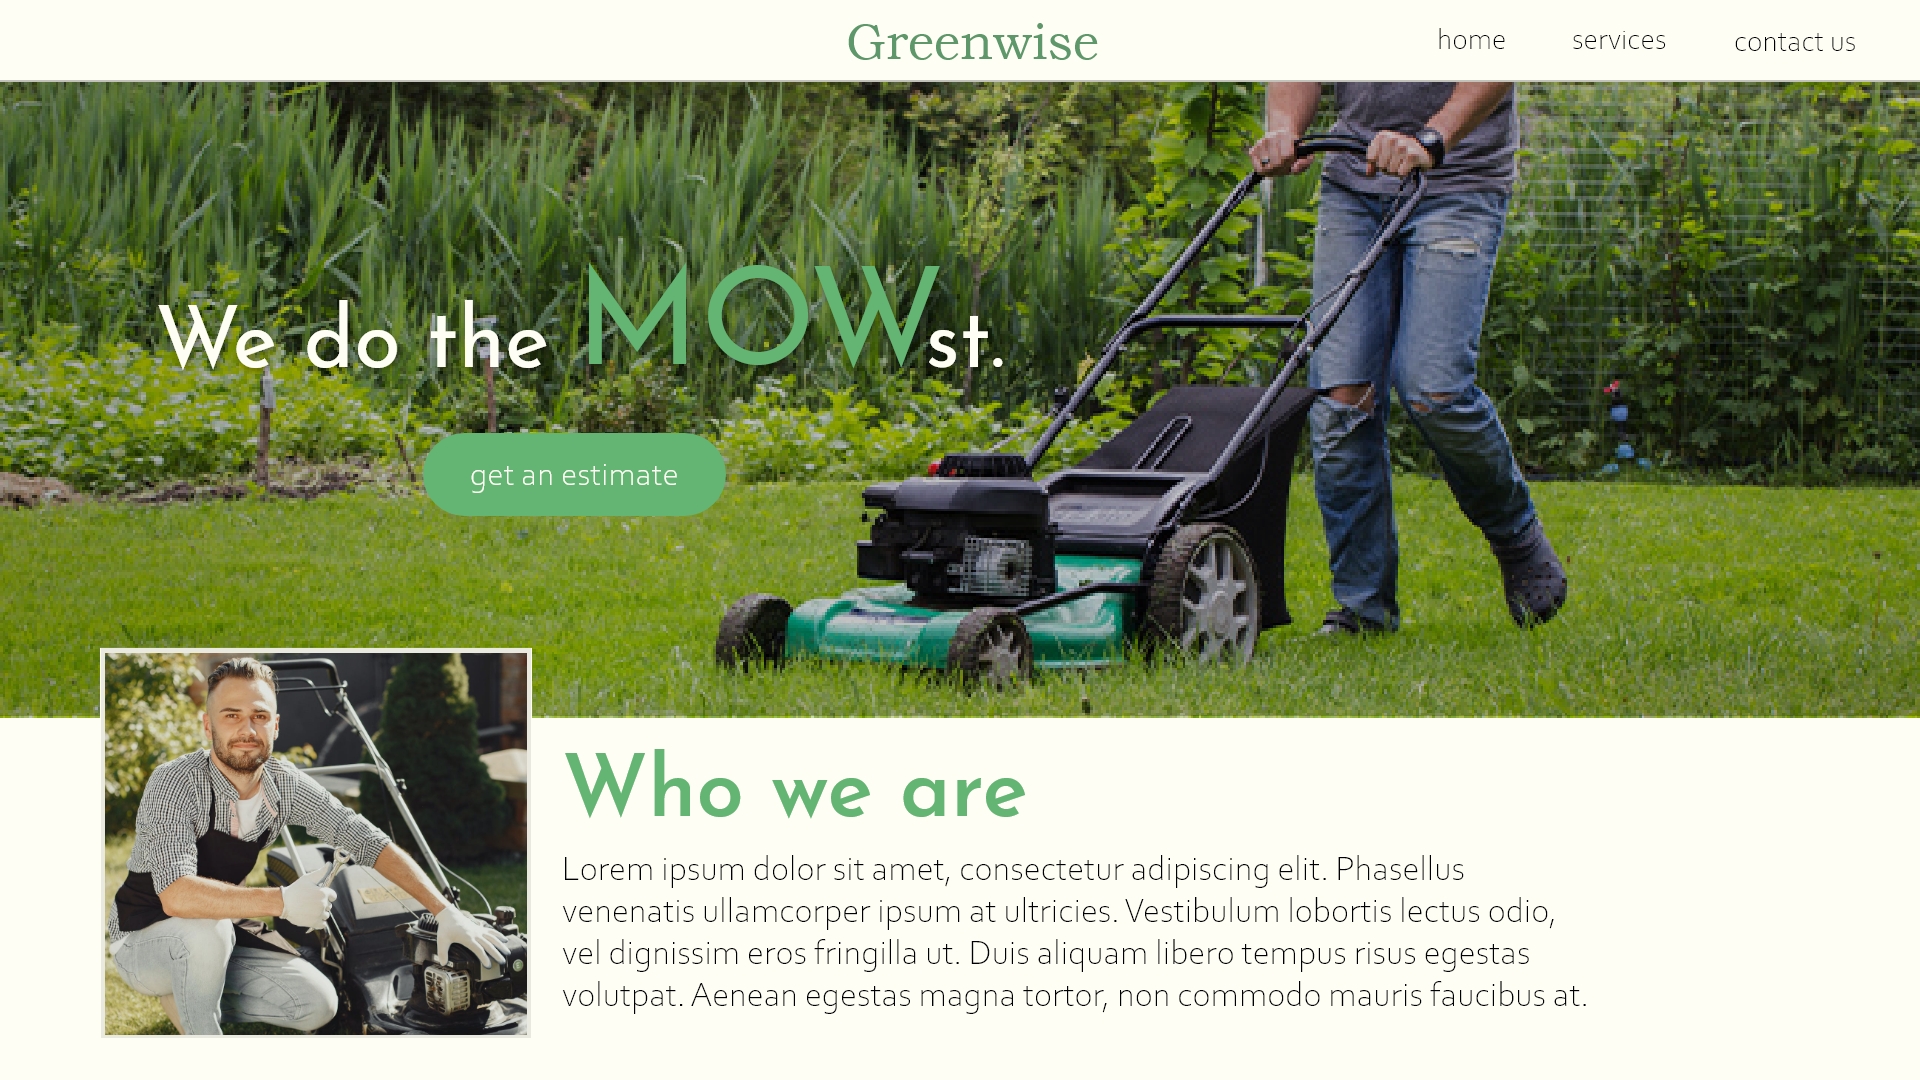 Greenwise
home services contact us
We do the MOWst.
get an estimate
Who we are
Lorem ipsum dolor sit amet, consectetur adipiscing elit. Phasellus
venenatis ullamcorper ipsum at ultricies. Vestibulum lobortis lectus odio,
vel dignissim eros fringilla ut. Duis aliquam libero tempus risus egestas
volutpat. Aenean egestas magna tortor, non commodo mauris faucibus at.